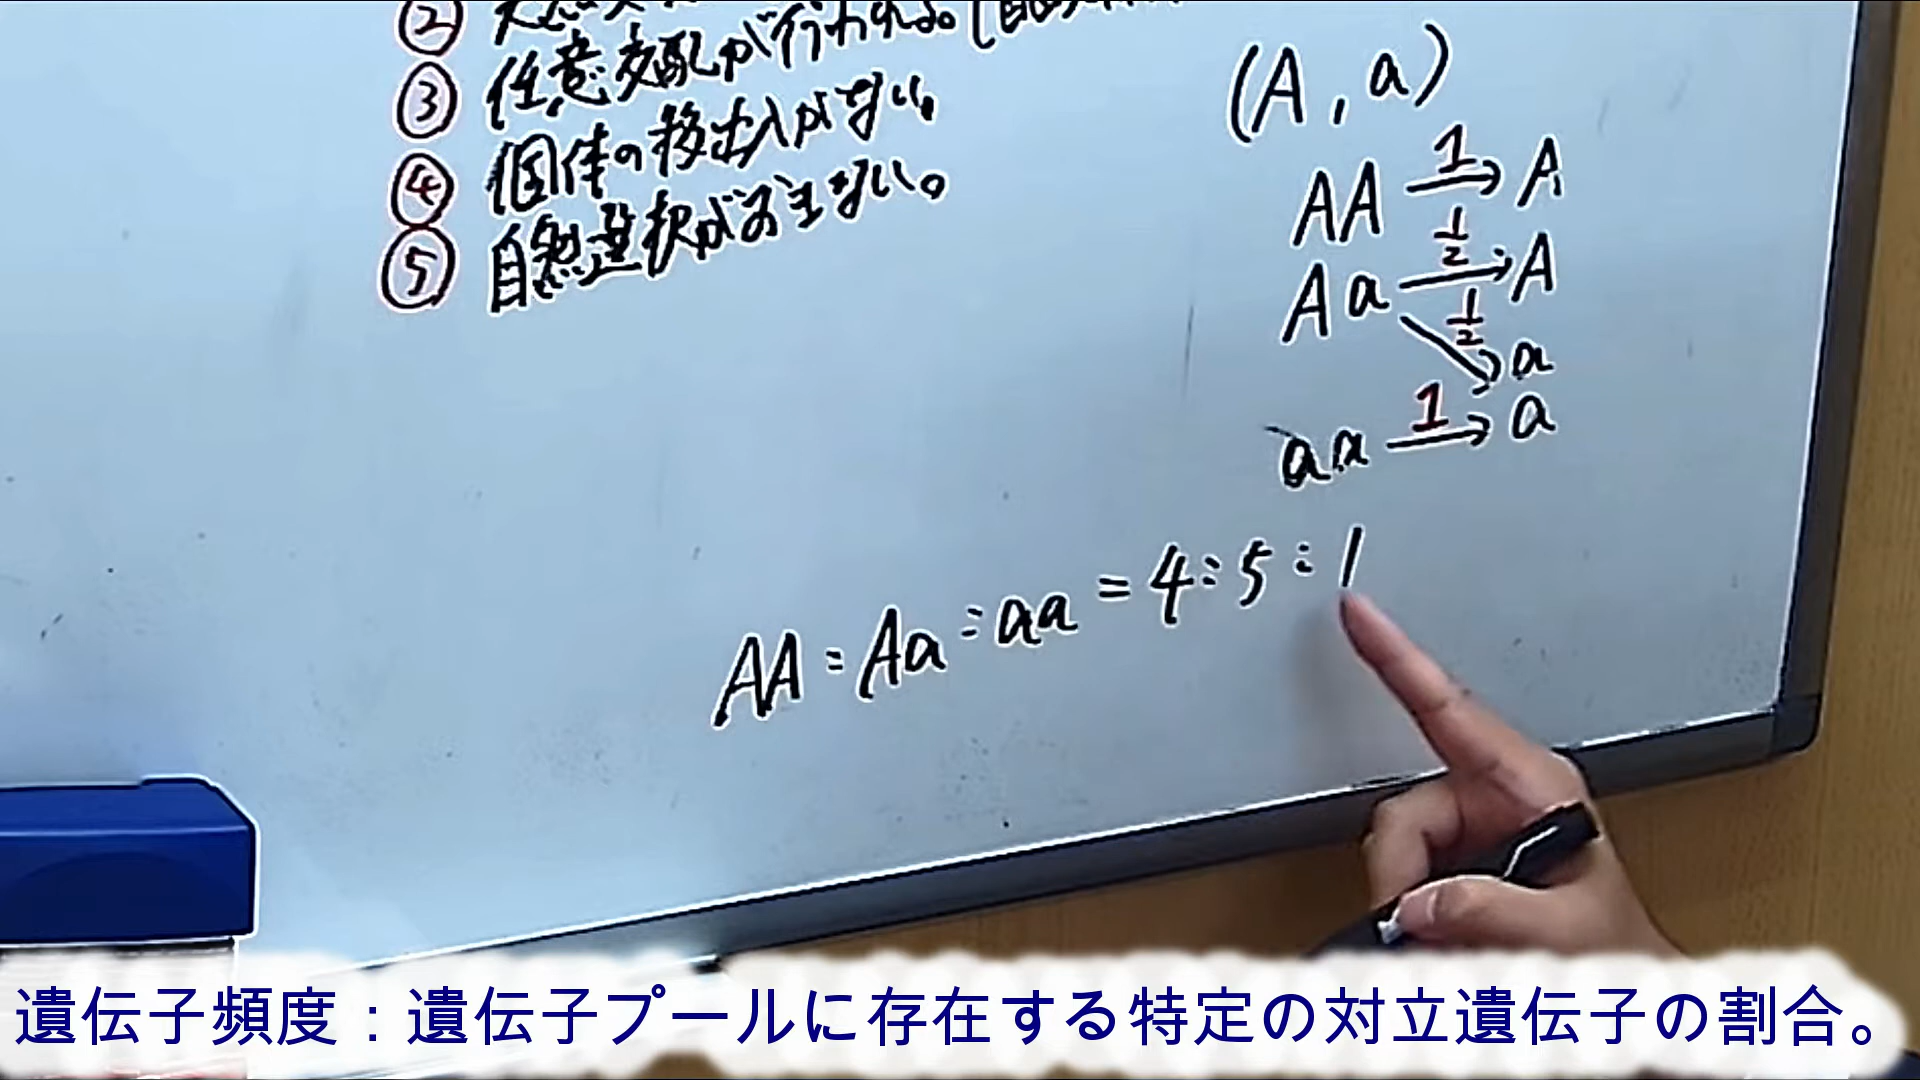 ②
③ 任意交配が行われる。(自
④ 個体の移出入がない
⑤ 自然選択がおきない。
(A, a)
AA 1→ A
Aa 1/2→ A
1/2→ a
aa 1→ a
AA:Aa:aa = 4:5:1
遺伝子頻度：遺伝子プールに存在する特定の対立遺伝子の割合。